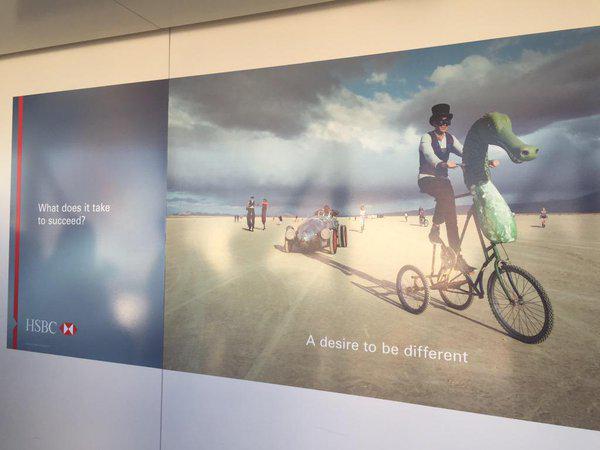 What does it take
to succeed?
HSBC
A desire to be different